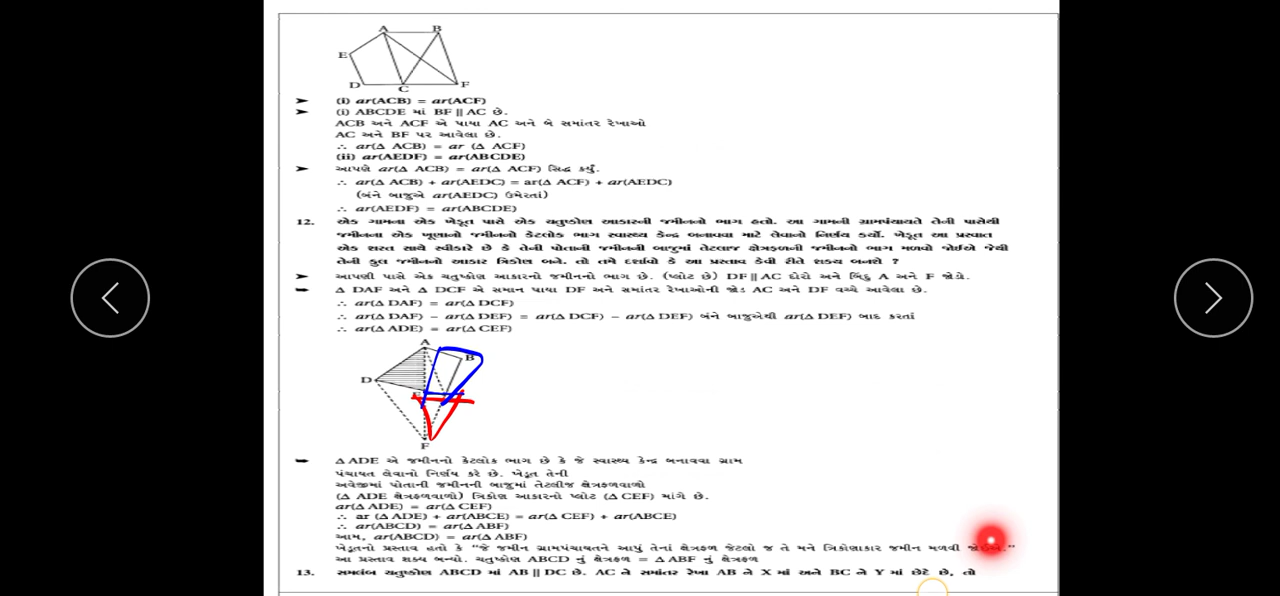 A B
E
D C F
➤ (i) ar(ACB) = ar(ACF)
➤ (i) ABCDE માં BF || AC છે.
ACB અને ACF એ પાયા AC અને બે સમાંતર રેખાઓ
AC અને BF પર આવેલા છે.
∴ ar(Δ ACB) = ar (Δ ACF)
(ii) ar(AEDF) = ar(ABCDE)
➤ આપણે ar(Δ ACB) = ar(Δ ACF) સિદ્ધ કર્યું.
∴ ar(Δ ACB) + ar(AEDC) = ar(Δ ACF) + ar(AEDC)
(બંને બાજુએ ar(AEDC) ઉમેરતાં)
∴ ar(AEDF) = ar(ABCDE)
12. એક ગામના એક ખેડૂત પાસે એક ચતુષ્કોણ આકારની જમીનનો ભાગ હતો. આ ગામની ગ્રામપંચાયતે તેની પાસેથી
જમીનના એક ખૂણાનો જમીનનો કેટલોક ભાગ સ્વાસ્થ્ય કેન્દ્ર બનાવવા માટે લેવાનો નિર્ણય કર્યો. ખેડૂત આ પ્રસ્તાવ
એક શરત સાથે સ્વીકારે છે કે તેની પોતાની જમીનની બાજુમાં તેટલાજ ક્ષેત્રફળની જમીનનો ભાગ મળવો જોઈએ જેથી
તેની કુલ જમીનનો આકાર ત્રિકોણ બને. તો તમે દર્શાવો કે આ પ્રસ્તાવ કેવી રીતે શક્ય બનશે ?
➤ આપણી પાસે એક ચતુષ્કોણ આકારનો જમીનનો ભાગ છે. (પ્લોટ છે) DF || AC દોરો અને બિંદુ A અને F જોડો.
➥ Δ DAF અને Δ DCF એ સમાન પાયા DF અને સમાંતર રેખાઓની જોડ AC અને DF વચ્ચે આવેલા છે.
∴ ar(Δ DAF) = ar(Δ DCF)
∴ ar(Δ DAF) – ar(Δ DEF) = ar(Δ DCF) – ar(Δ DEF) બંને બાજુએથી ar(Δ DEF) બાદ કરતાં
∴ ar(Δ ADE) = ar(Δ CEF)
A
B
D
E
F
➥ Δ ADE એ જમીનનો કેટલોક ભાગ છે કે જે સ્વાસ્થ્ય કેન્દ્ર બનાવવા ગ્રામ
પંચાયત લેવાનો નિર્ણય કરે છે. ખેડૂત તેની
અવેજીમાં પોતાની જમીનની બાજુમાં તેટલીજ ક્ષેત્રફળવાળો
(Δ ADE ક્ષેત્રફળવાળો) ત્રિકોણ આકારનો પ્લોટ (Δ CEF) માંગે છે.
ar(Δ ADE) = ar(Δ CEF)
∴ ar (Δ ADE) + ar(ABCE) = ar(Δ CEF) + ar(ABCE)
∴ ar(ABCD) = ar(Δ ABF)
આમ, ar(ABCD) = ar(Δ ABF)
ખેડૂતનો પ્રસ્તાવ હતો કે "જે જમીન ગ્રામપંચાયતને આપું તેનાં ક્ષેત્રફળ જેટલો જ તે મને ત્રિકોણાકાર જમીન મળવી જોઈએ."
આ પ્રસ્તાવ શક્ય બન્યો. ચતુષ્કોણ ABCD નું ક્ષેત્રફળ = Δ ABF નું ક્ષેત્રફળ
13. સમલંબ ચતુષ્કોણ ABCD માં AB || DC છે. AC ને સમાંતર રેખા AB ને X માં અને BC ને Y માં છેદે છે, તો